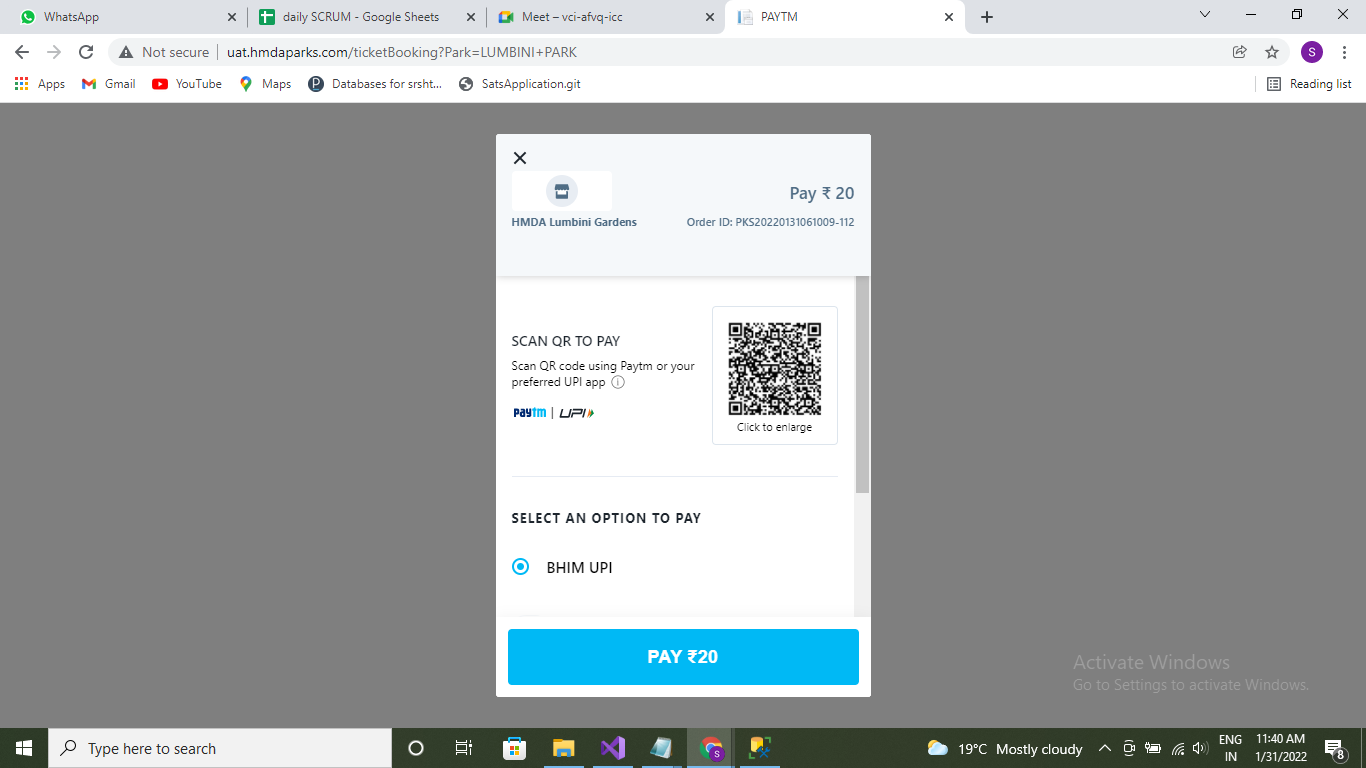 WhatsApp
daily SCRUM - Google Sheets
Meet – vci-afvq-icc
PAYTM
Not secure
uat.hmdaparks.com/ticketBooking?Park=LUMBINI+PARK
S
Apps
Gmail
YouTube
Maps
P
Databases for srsht...
SatsApplication.git
Reading list
Pay ₹ 20
HMDA Lumbini Gardens
Order ID: PKS20220131061009-112
SCAN QR TO PAY
Scan QR code using Paytm or your
preferred UPI app
paytm | UPI
Click to enlarge
SELECT AN OPTION TO PAY
BHIM UPI
PAY ₹20
Activate Windows
Go to Settings to activate Windows.
Type here to search
S
19°C Mostly cloudy
ENG
IN
11:40 AM
1/31/2022
8